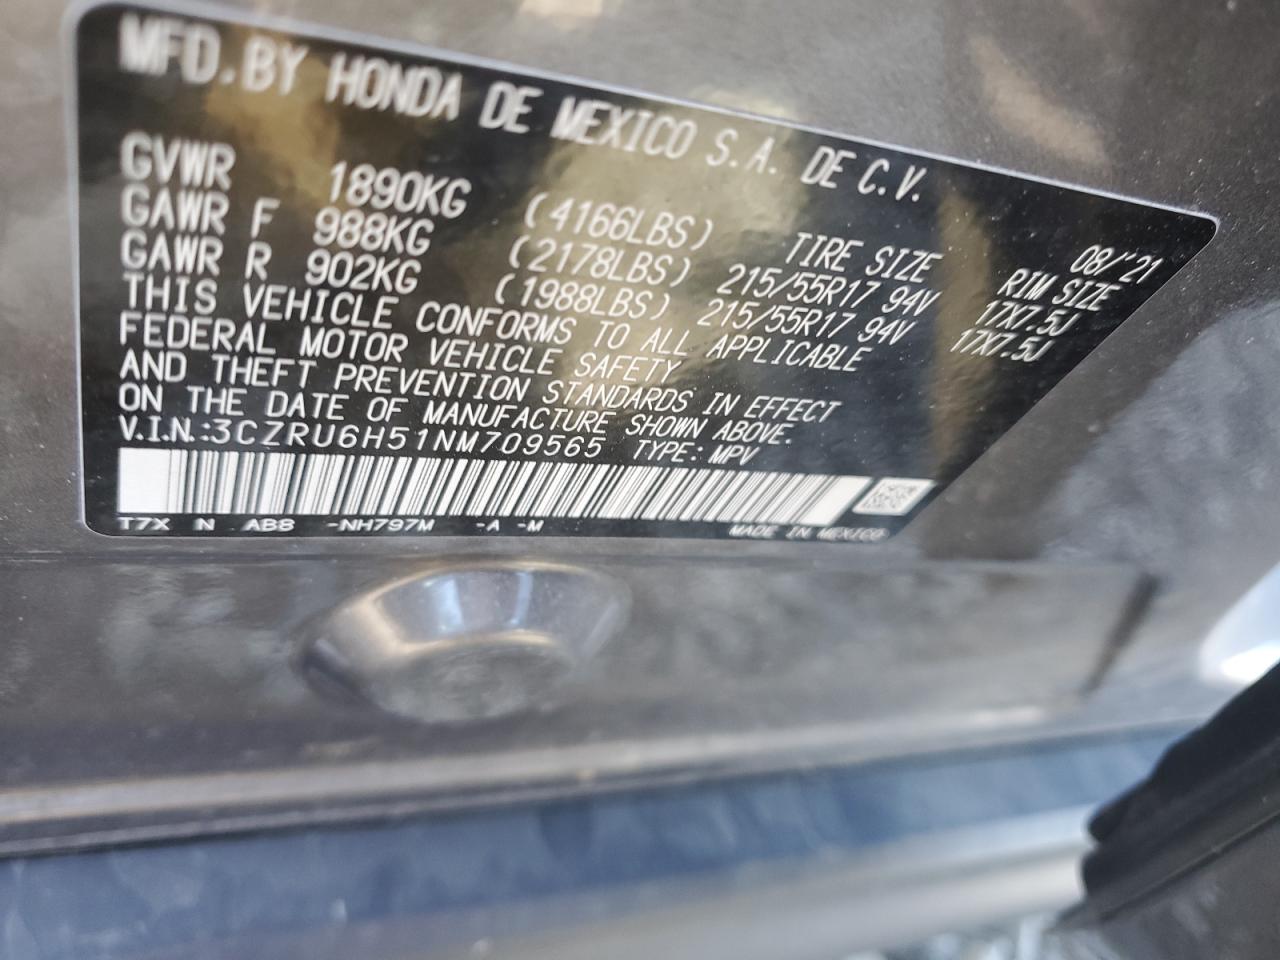 MFD.BY HONDA DE MEXICO S.A. DE C.V.
08/'21
GVWR 1890KG (4166LBS) TIRE SIZE RIM SIZE
GAWR F 988KG (2178LBS) 215/55R17 94V 17X7.5J
GAWR R 902KG (1988LBS) 215/55R17 94V 17X7.5J
THIS VEHICLE CONFORMS TO ALL APPLICABLE
FEDERAL MOTOR VEHICLE SAFETY
AND THEFT PREVENTION STANDARDS IN EFFECT
ON THE DATE OF MANUFACTURE SHOWN ABOVE.
V.I.N.:3CZRU6H51NM709565 TYPE: MPV
T7X N AB8 -NH797M -A -M MADE IN MEXICO